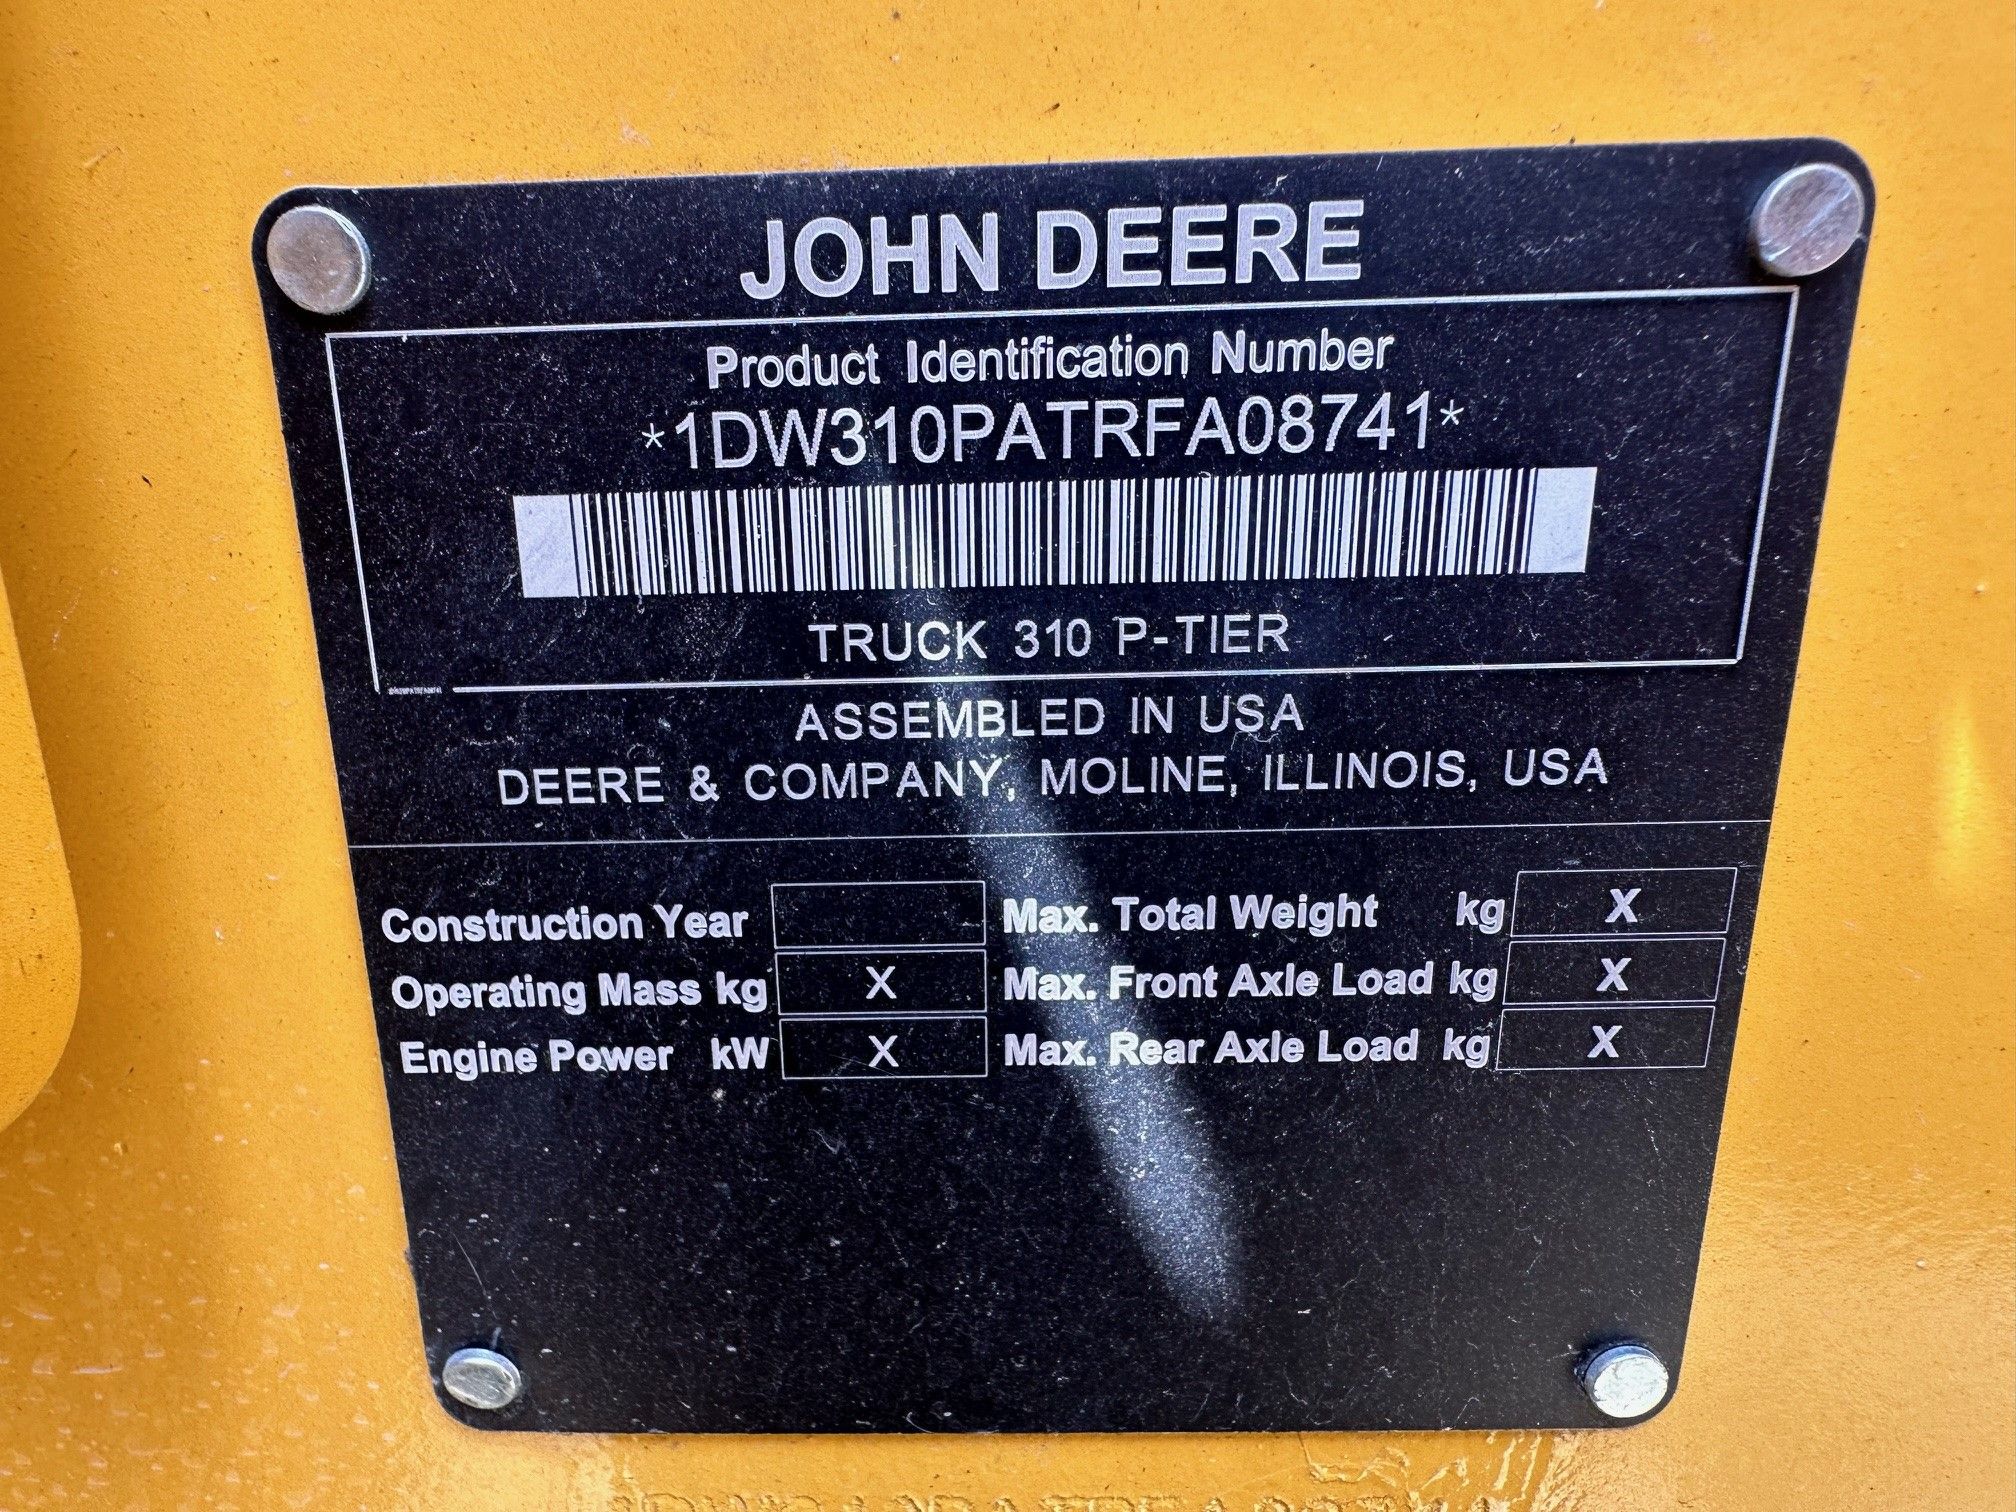 JOHN DEERE
Product Identification Number
*1DW310PATRFA08741*
TRUCK 310 P-TIER
ASSEMBLED IN USA
DEERE & COMPANY, MOLINE, ILLINOIS, USA
Construction Year
Max. Total Weight kg X
Operating Mass kg X
Max. Front Axle Load kg X
Engine Power kW X
Max. Rear Axle Load kg X